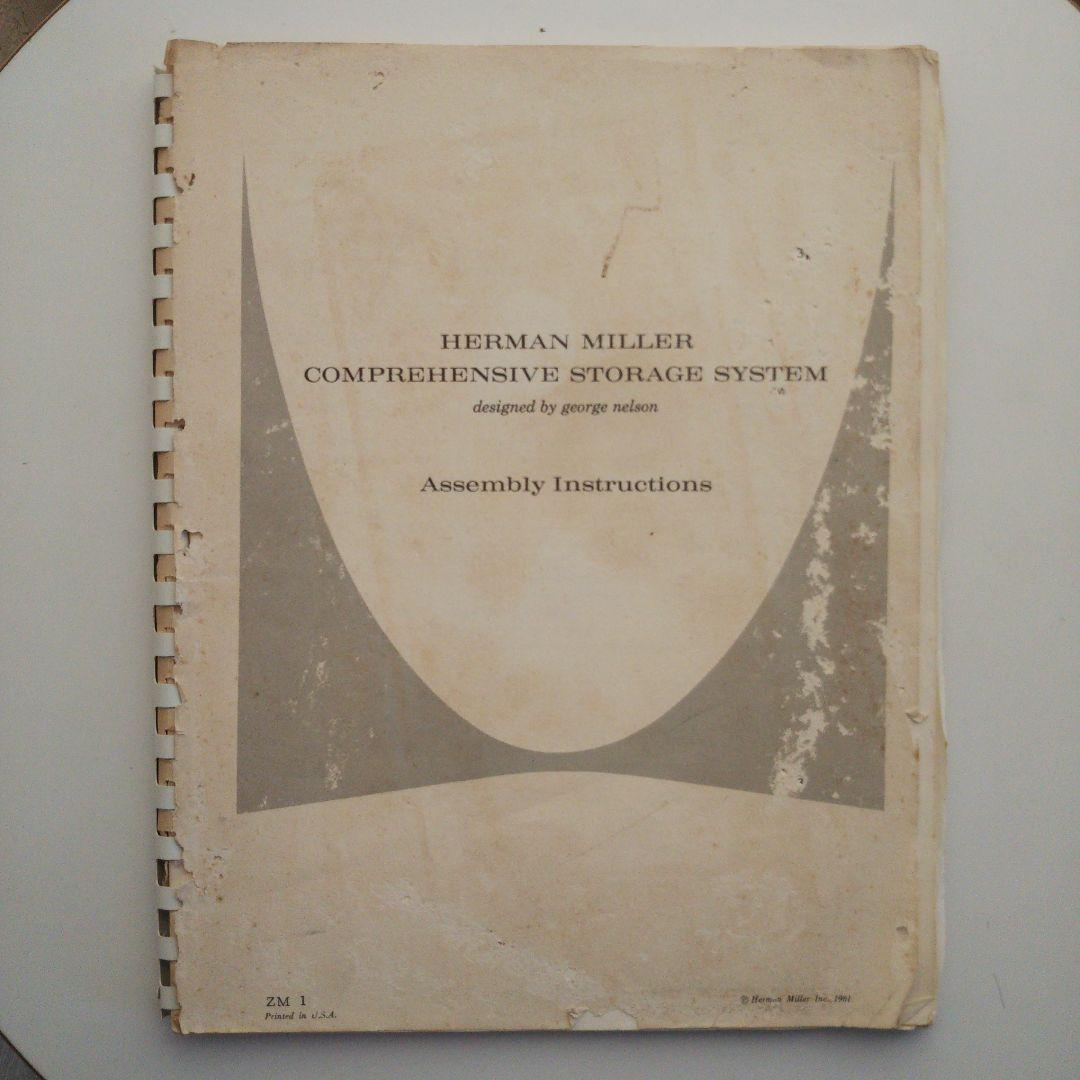 HERMAN MILLER
COMPREHENSIVE STORAGE SYSTEM
designed by george nelson
Assembly Instructions
ZM 1
Printed in U.S.A.
© Herman Miller Inc., 1961